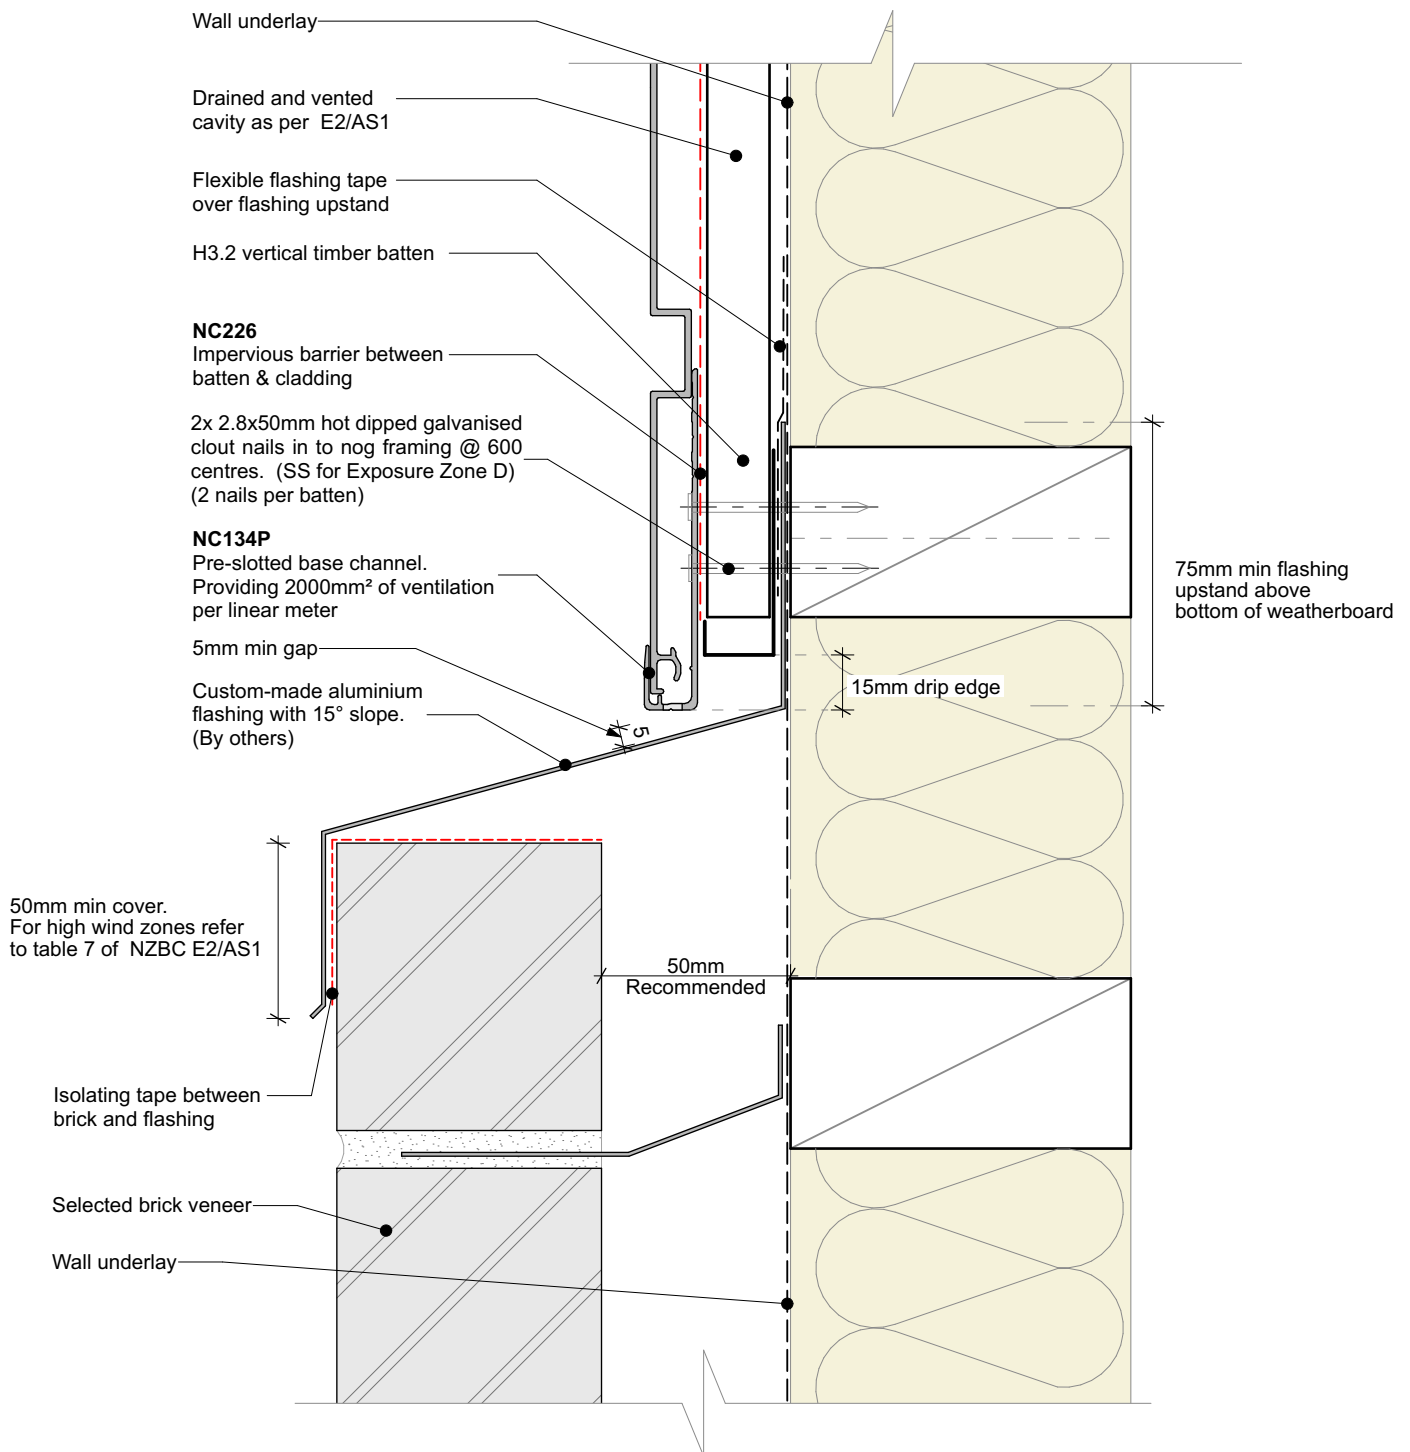 Wall underlay
Drained and vented
cavity as per E2/AS1
Flexible flashing tape
over flashing upstand
H3.2 vertical timber batten
NC226
Impervious barrier between
batten & cladding
2x 2.8x50mm hot dipped galvanised
clout nails in to nog framing @ 600
centres. (SS for Exposure Zone D)
(2 nails per batten)
NC134P
Pre-slotted base channel.
Providing 2000mm² of ventilation
per linear meter
5mm min gap
Custom-made aluminium
flashing with 15° slope.
(By others)
5
75mm min flashing
upstand above
bottom of weatherboard
15mm drip edge
50mm min cover.
For high wind zones refer
to table 7 of NZBC E2/AS1
50mm
Recommended
Isolating tape between
brick and flashing
Selected brick veneer
Wall underlay